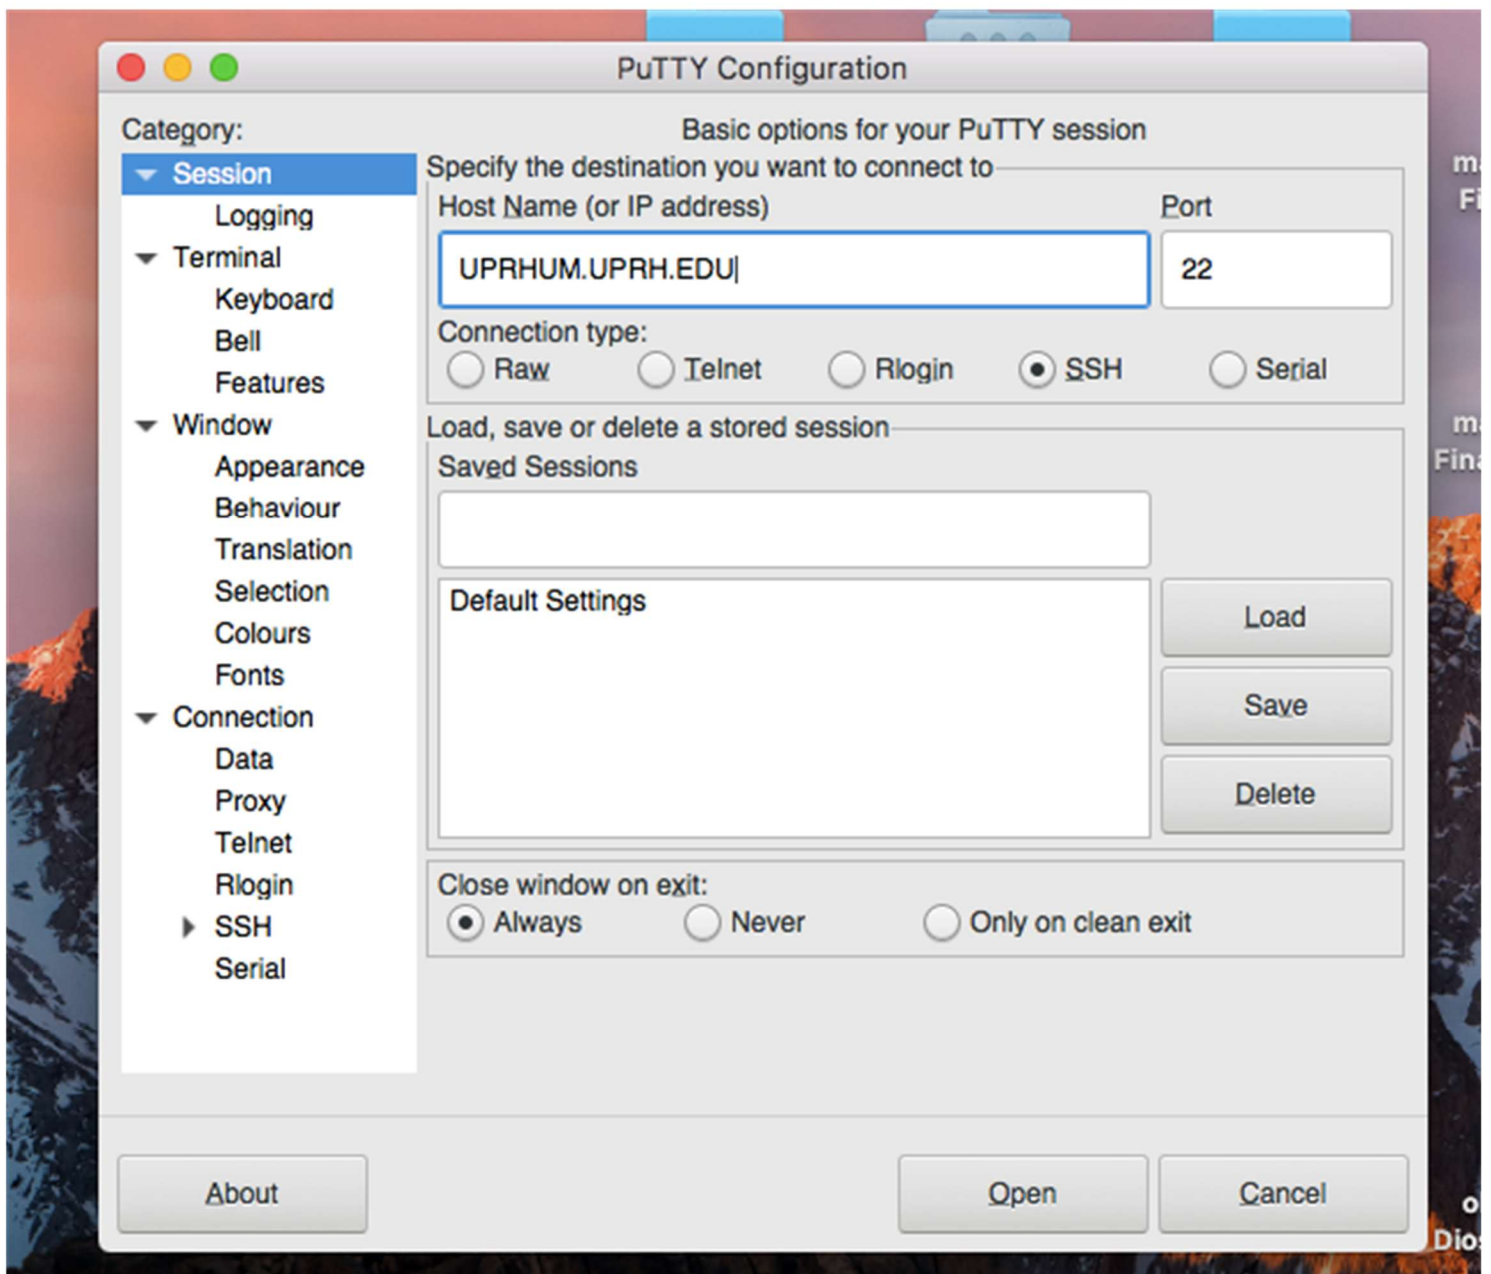 PuTTY Configuration
Category:
Session
Logging
Terminal
Keyboard
Bell
Features
Window
Appearance
Behaviour
Translation
Selection
Colours
Fonts
Connection
Data
Proxy
Telnet
Rlogin
SSH
Serial
Basic options for your PuTTY session
Specify the destination you want to connect to
Host Name (or IP address) Port
UPRHUM.UPRH.EDU 22
Connection type:
Raw Telnet Rlogin SSH Serial
Load, save or delete a stored session
Saved Sessions
Default Settings
Load
Save
Delete
Close window on exit:
Always Never Only on clean exit
About Open Cancel